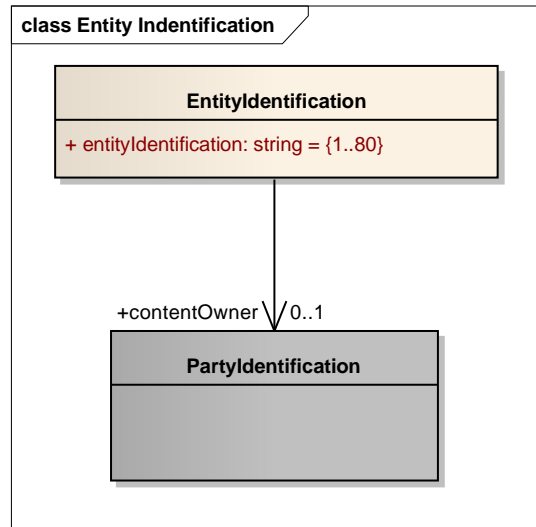 class Entity Indentification
EntityIdentification
+ entityIdentification: string = {1..80}
+contentOwner 0..1
PartyIdentification